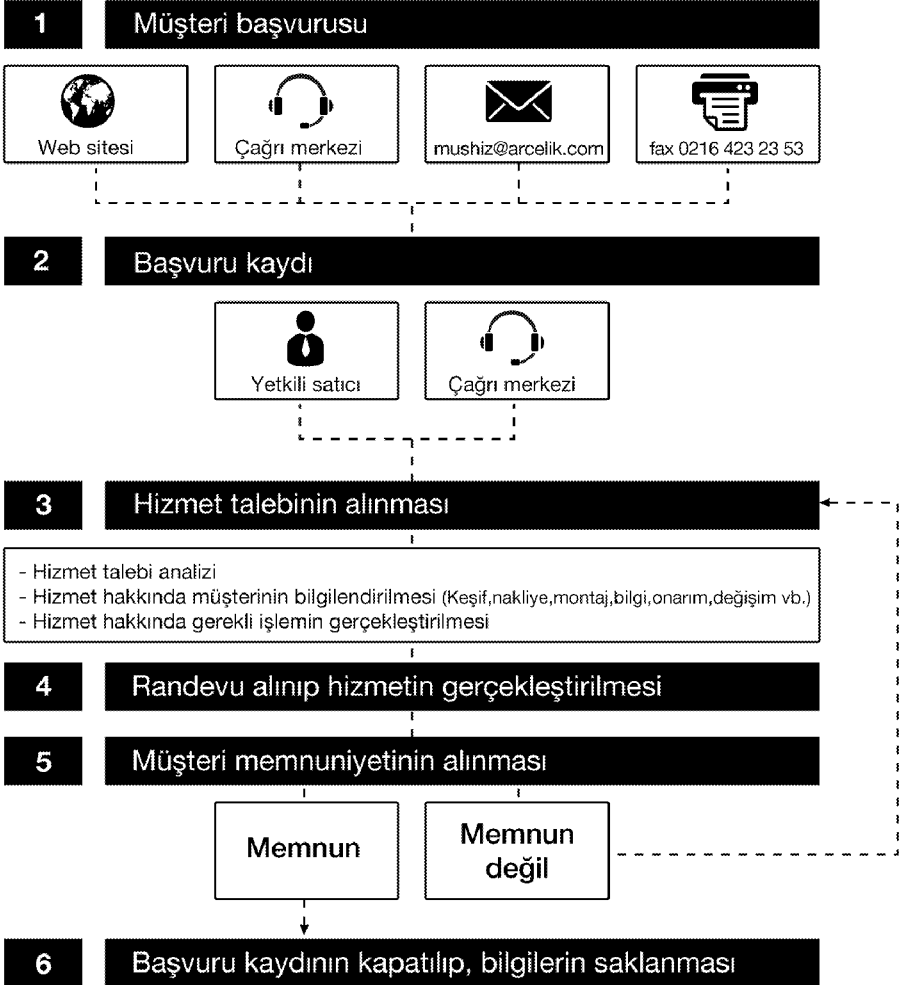 1 Müşteri başvurusu
Web sitesi
Çağrı merkezi
mushiz@arcelik.com
fax 0216 423 23 53
2 Başvuru kaydı
Yetkili satıcı
Çağrı merkezi
3 Hizmet talebinin alınması
- Hizmet talebi analizi
- Hizmet hakkında müşterinin bilgilendirilmesi (Keşif,nakliye,montaj,bilgi,onarım,değişim vb.)
- Hizmet hakkında gerekli işlemin gerçekleştirilmesi
4 Randevu alınıp hizmetin gerçekleştirilmesi
5 Müşteri memnuniyetinin alınması
Memnun
Memnun
değil
6 Başvuru kaydının kapatılıp, bilgilerin saklanması